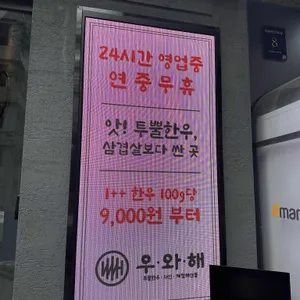 24시간 영업중
연중무휴
앗! 투뿔한우,
삼겹살보다 싼 곳
1++ 한우 100g당
9,000원 부터
우·와·해
8